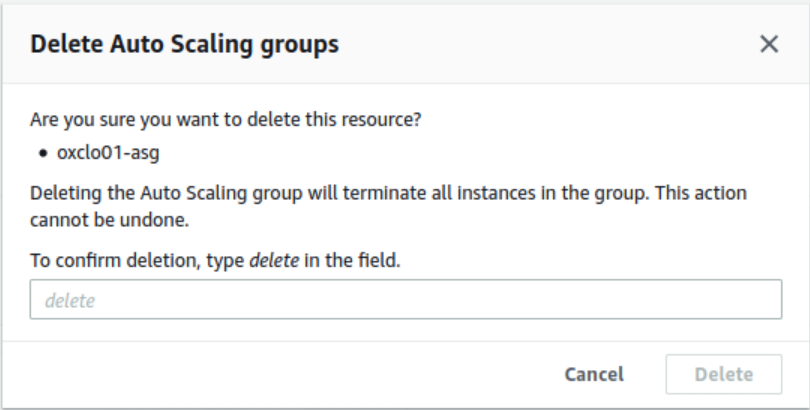 Delete Auto Scaling groups
Are you sure you want to delete this resource?
• oxclo01-asg
Deleting the Auto Scaling group will terminate all instances in the group. This action
cannot be undone.
To confirm deletion, type delete in the field.
delete
Cancel Delete